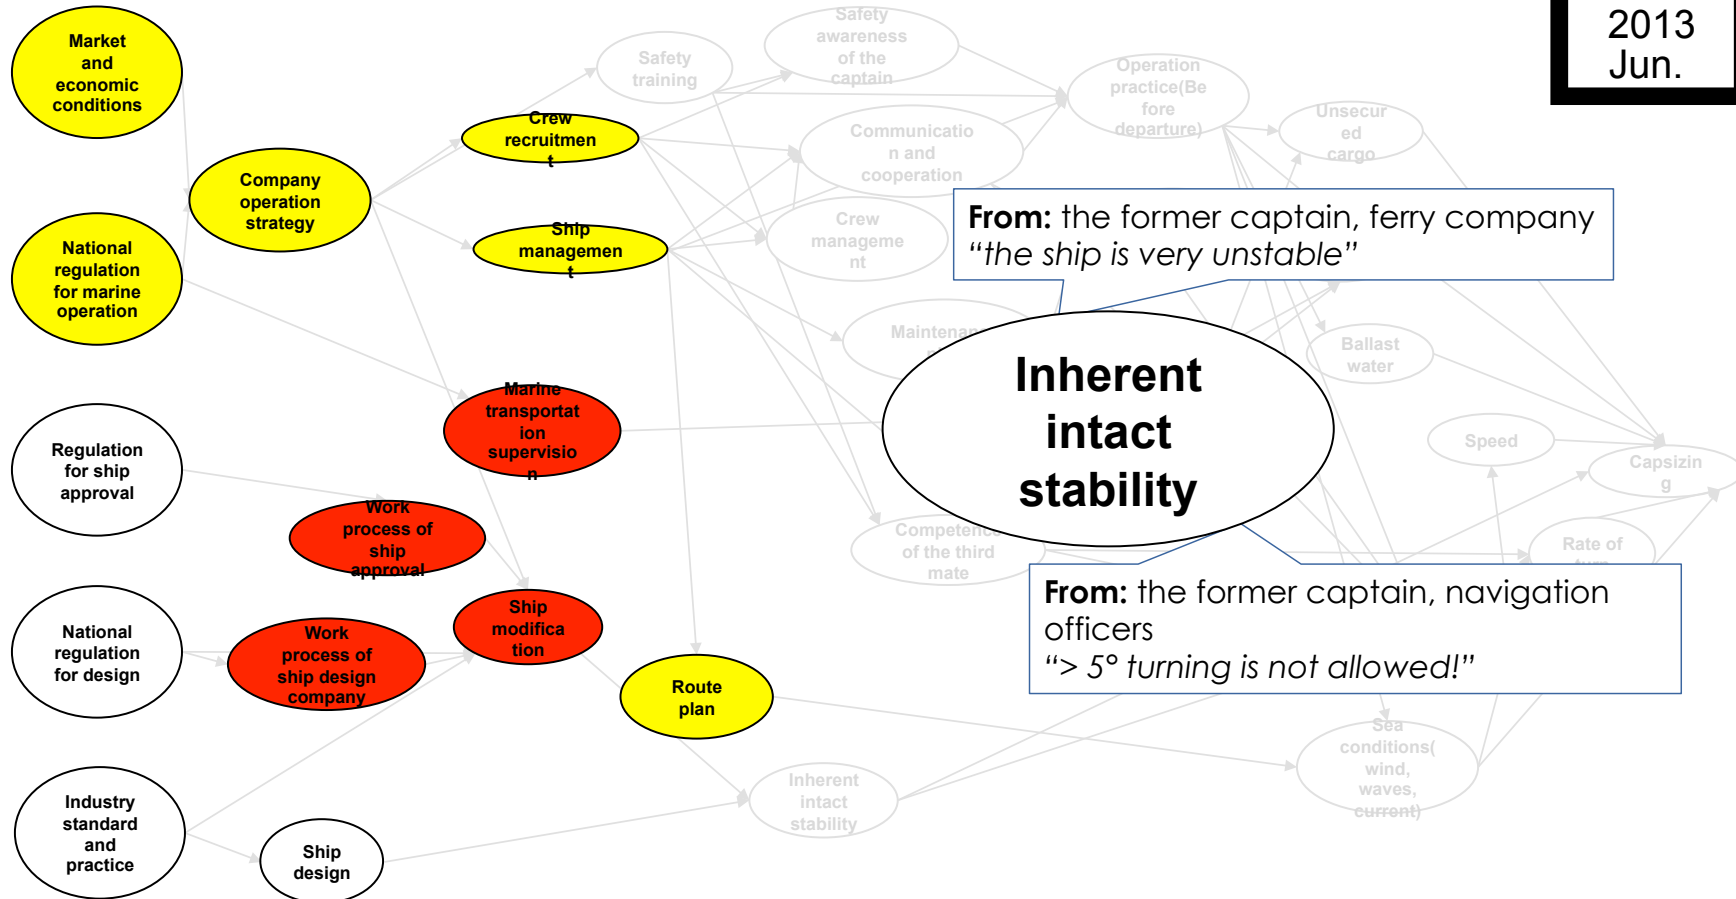 2013
Jun.
Market
and
economic
conditions
National
regulation
for marine
operation
Regulation
for ship
approval
National
regulation
for design
Industry
standard
and
practice
Company
operation
strategy
Work
process of
ship
approval
Work
process of
ship design
company
Ship
design
Crew
recruitmen
t
Ship
managemen
t
Marine
transportat
ion
supervisio
n
Ship
modifica
tion
Route
plan
Safety
training
Safety
awareness
of the
captain
Communicatio
n and
cooperation
Crew
manageme
nt
Maintenan
Competenc
of the third
mate
Inherent
intact
stability
Operation
practice(Be
fore
departure)
Unsecur
ed
cargo
Ballast
water
Speed
Capsizin
g
Rate of
turn
Sea
conditions(
wind,
waves,
current)
From: the former captain, ferry company
“the ship is very unstable”
Inherent
intact
stability
From: the former captain, navigation
officers
“> 5° turning is not allowed!”